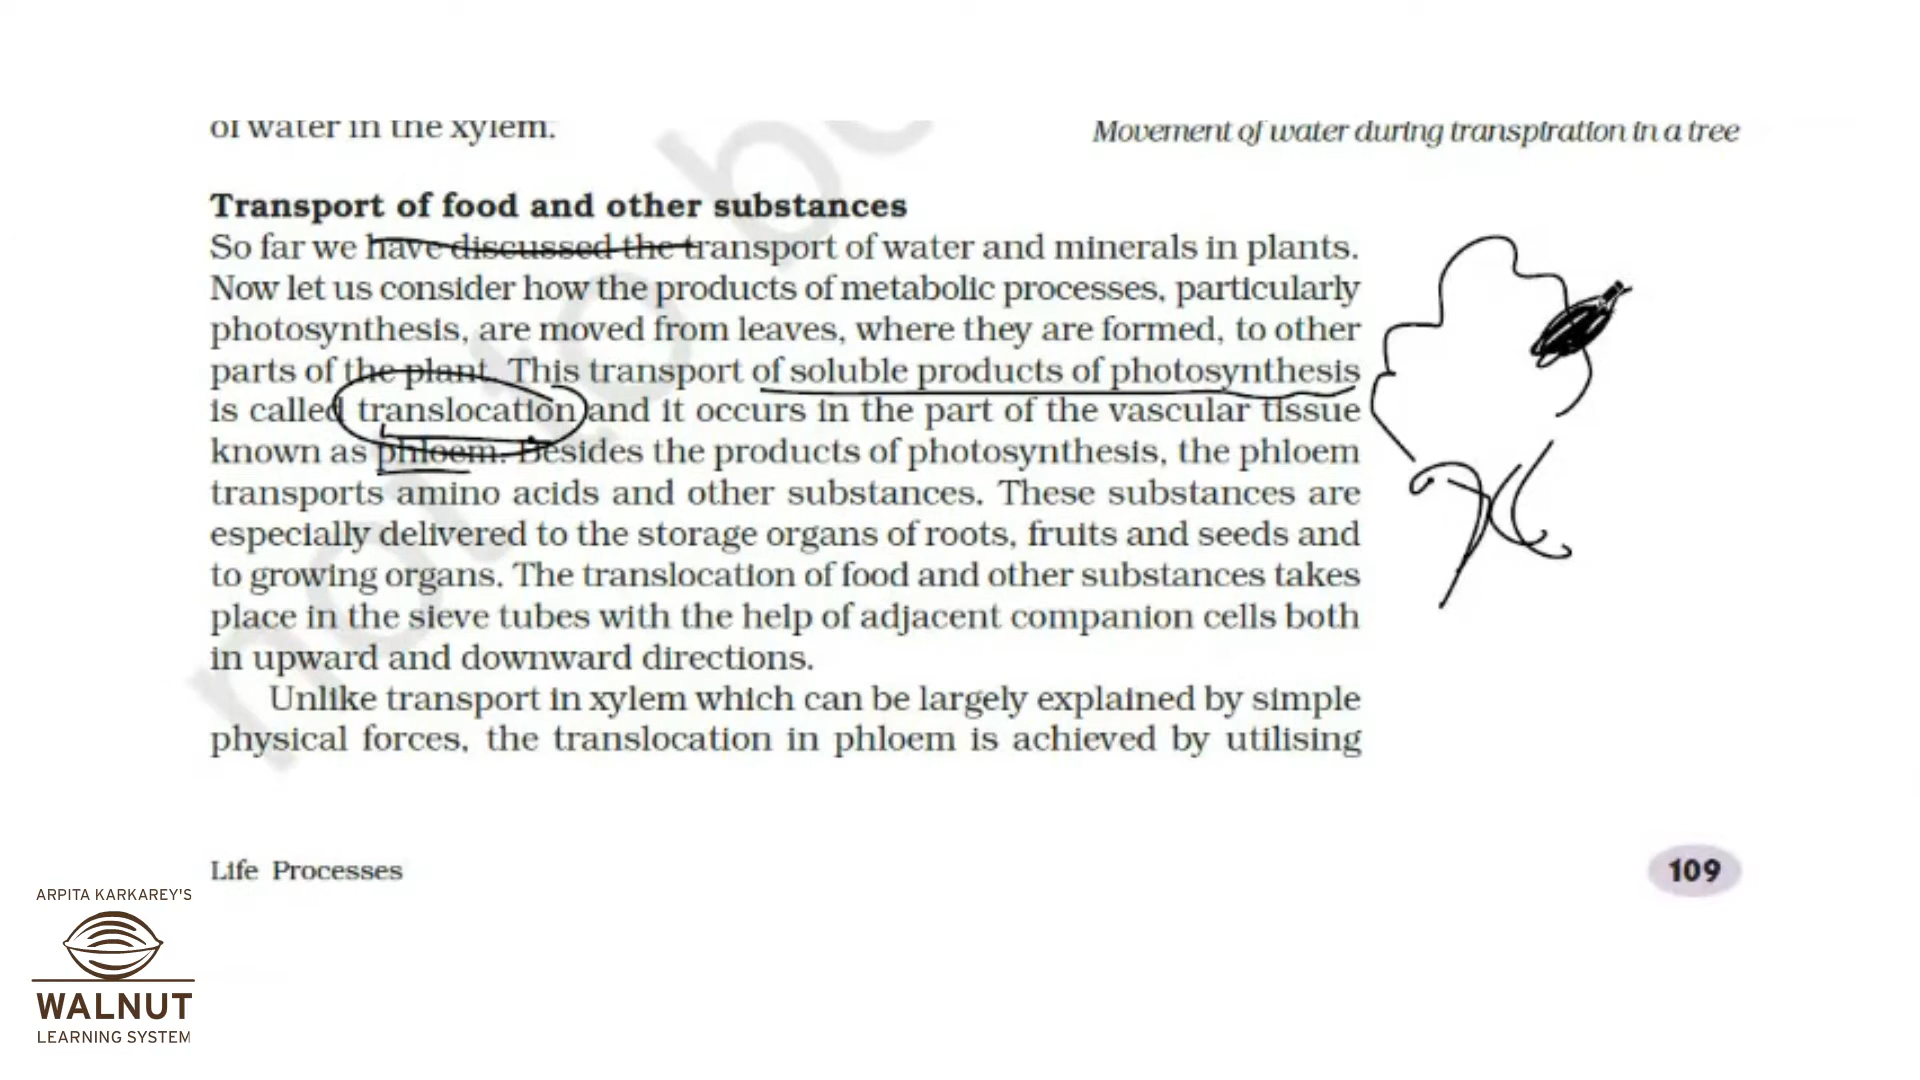 of water in the xylem.
Movement of water during transpiration in a tree
Transport of food and other substances
So far we have discussed the transport of water and minerals in plants.
Now let us consider how the products of metabolic processes, particularly
photosynthesis, are moved from leaves, where they are formed, to other
parts of the plant. This transport of soluble products of photosynthesis
is called translocation and it occurs in the part of the vascular tissue
known as phloem. Besides the products of photosynthesis, the phloem
transports amino acids and other substances. These substances are
especially delivered to the storage organs of roots, fruits and seeds and
to growing organs. The translocation of food and other substances takes
place in the sieve tubes with the help of adjacent companion cells both
in upward and downward directions.
Unlike transport in xylem which can be largely explained by simple
physical forces, the translocation in phloem is achieved by utilising
Life Processes
109
ARPITA KARKAREY'S
WALNUT
LEARNING SYSTEM